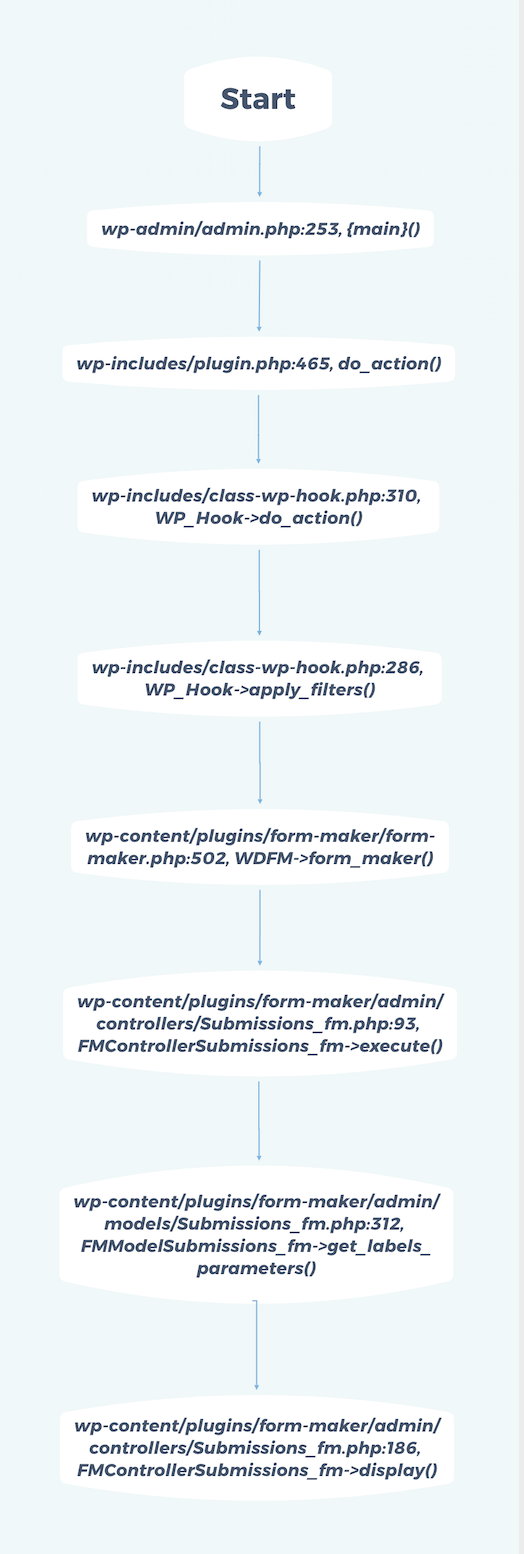 Start
wp-admin/admin.php:253, {main}()
wp-includes/plugin.php:465, do_action()
wp-includes/class-wp-hook.php:310,
WP_Hook->do_action()
wp-includes/class-wp-hook.php:286,
WP_Hook->apply_filters()
wp-content/plugins/form-maker/form-
maker.php:502, WDFM->form_maker()
wp-content/plugins/form-maker/admin/
controllers/Submissions_fm.php:93,
FMControllerSubmissions_fm->execute()
wp-content/plugins/form-maker/admin/
models/Submissions_fm.php:312,
FMModelSubmissions_fm->get_labels_
parameters()
wp-content/plugins/form-maker/admin/
controllers/Submissions_fm.php:186,
FMControllerSubmissions_fm->display()